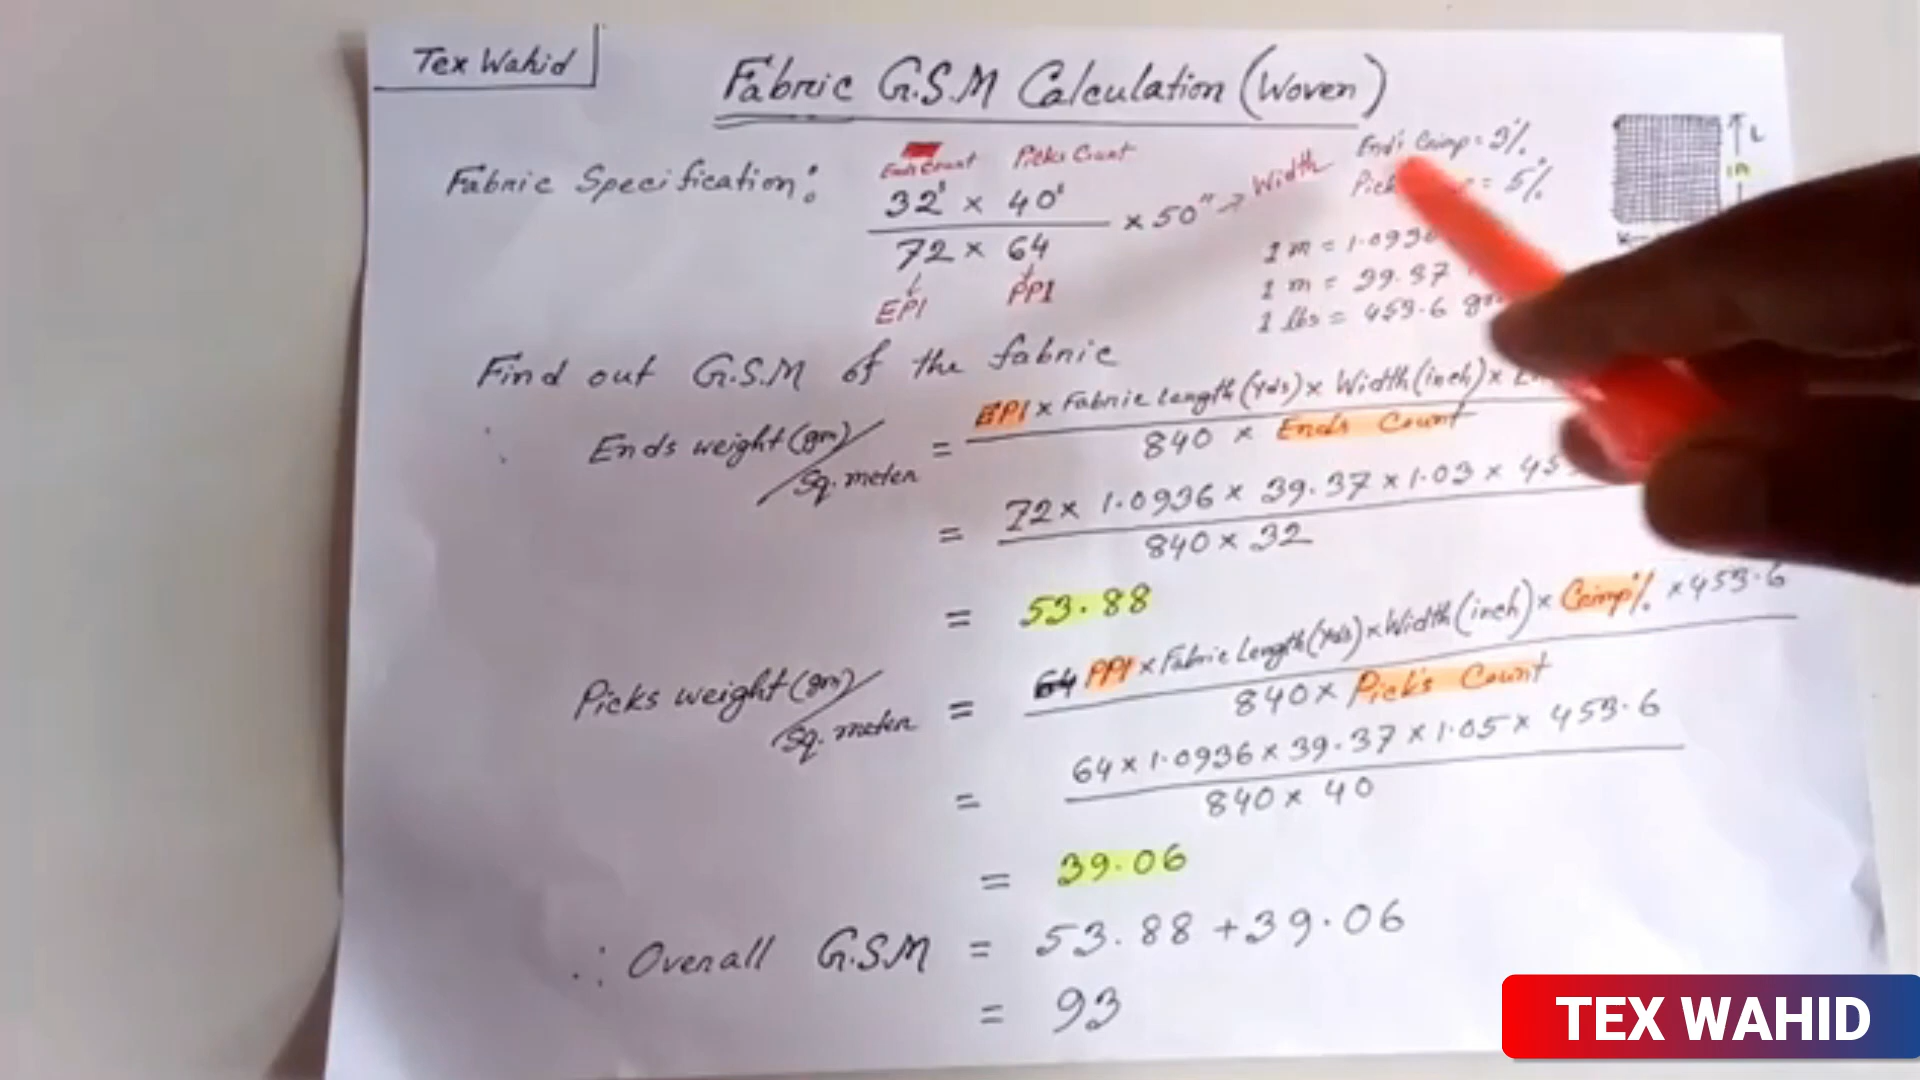 Tex Wahid
Fabric G.S.M Calculation (Woven)
Fabric Specification:
Ends Count Picks Count
32' × 40'
72 × 64
× 50" → Width
EPI PPI
Ends Crimp = 3%
= 5%
1 m = 1.0936
1 m = 39.37
1 lbs = 453.6
L
Find out G.S.M of the fabric
∴ Ends weight (gm)/Sq. meter = EPI × Fabric Length (Yds) × Width (inch) ×
840 × Ends Count
= 72 × 1.0936 × 39.37 × 1.03 ×
840 × 32
= 53.88
Picks weight (gm)/Sq. meter = PPI × Fabric Length (Yds) × Width (inch) × Crimp% × 453.6
840 × Picks Count
= 64 × 1.0936 × 39.37 × 1.05 × 453.6
840 × 40
= 39.06
∴ Overall G.S.M = 53.88 + 39.06
= 93
TEX WAHID